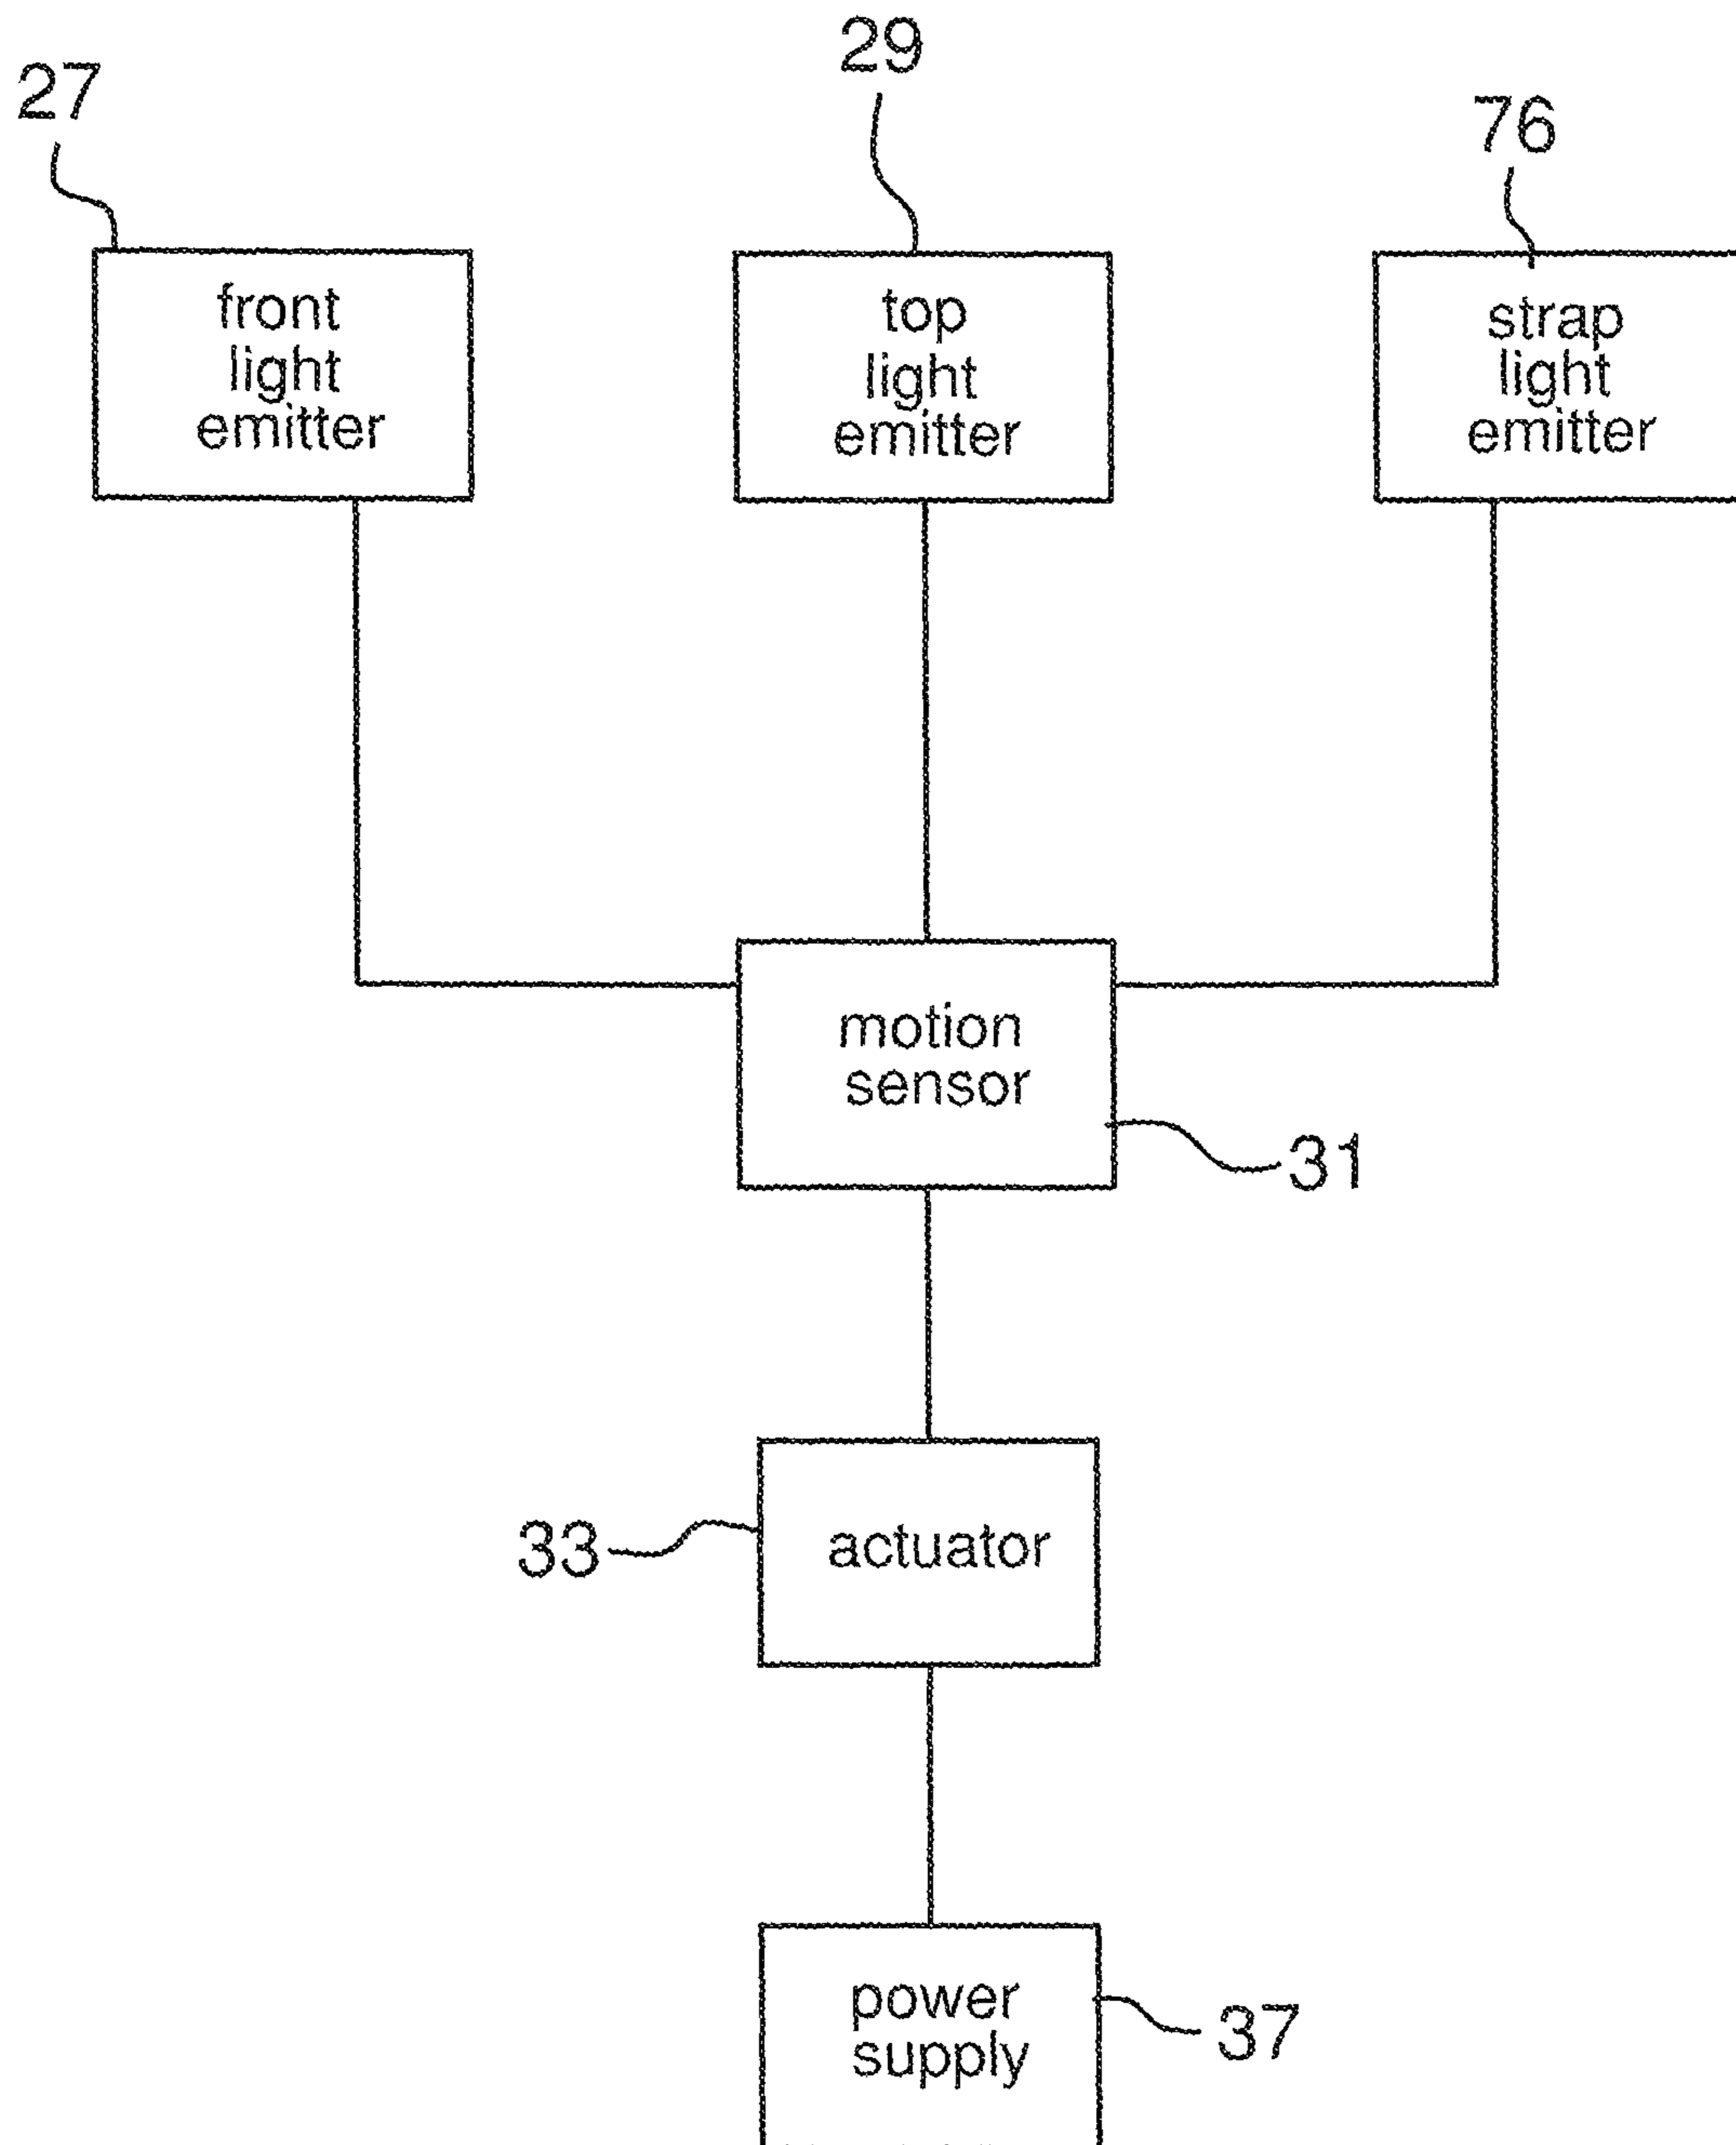 29
27
76
front
light
emitter
top
light
emitter
strap
light
emitter
motion
sensor
31
33
actuator
power
supply
37